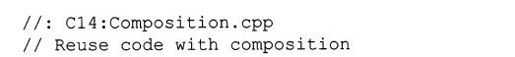 //: C14:Composition.cpp
// Reuse code with composition